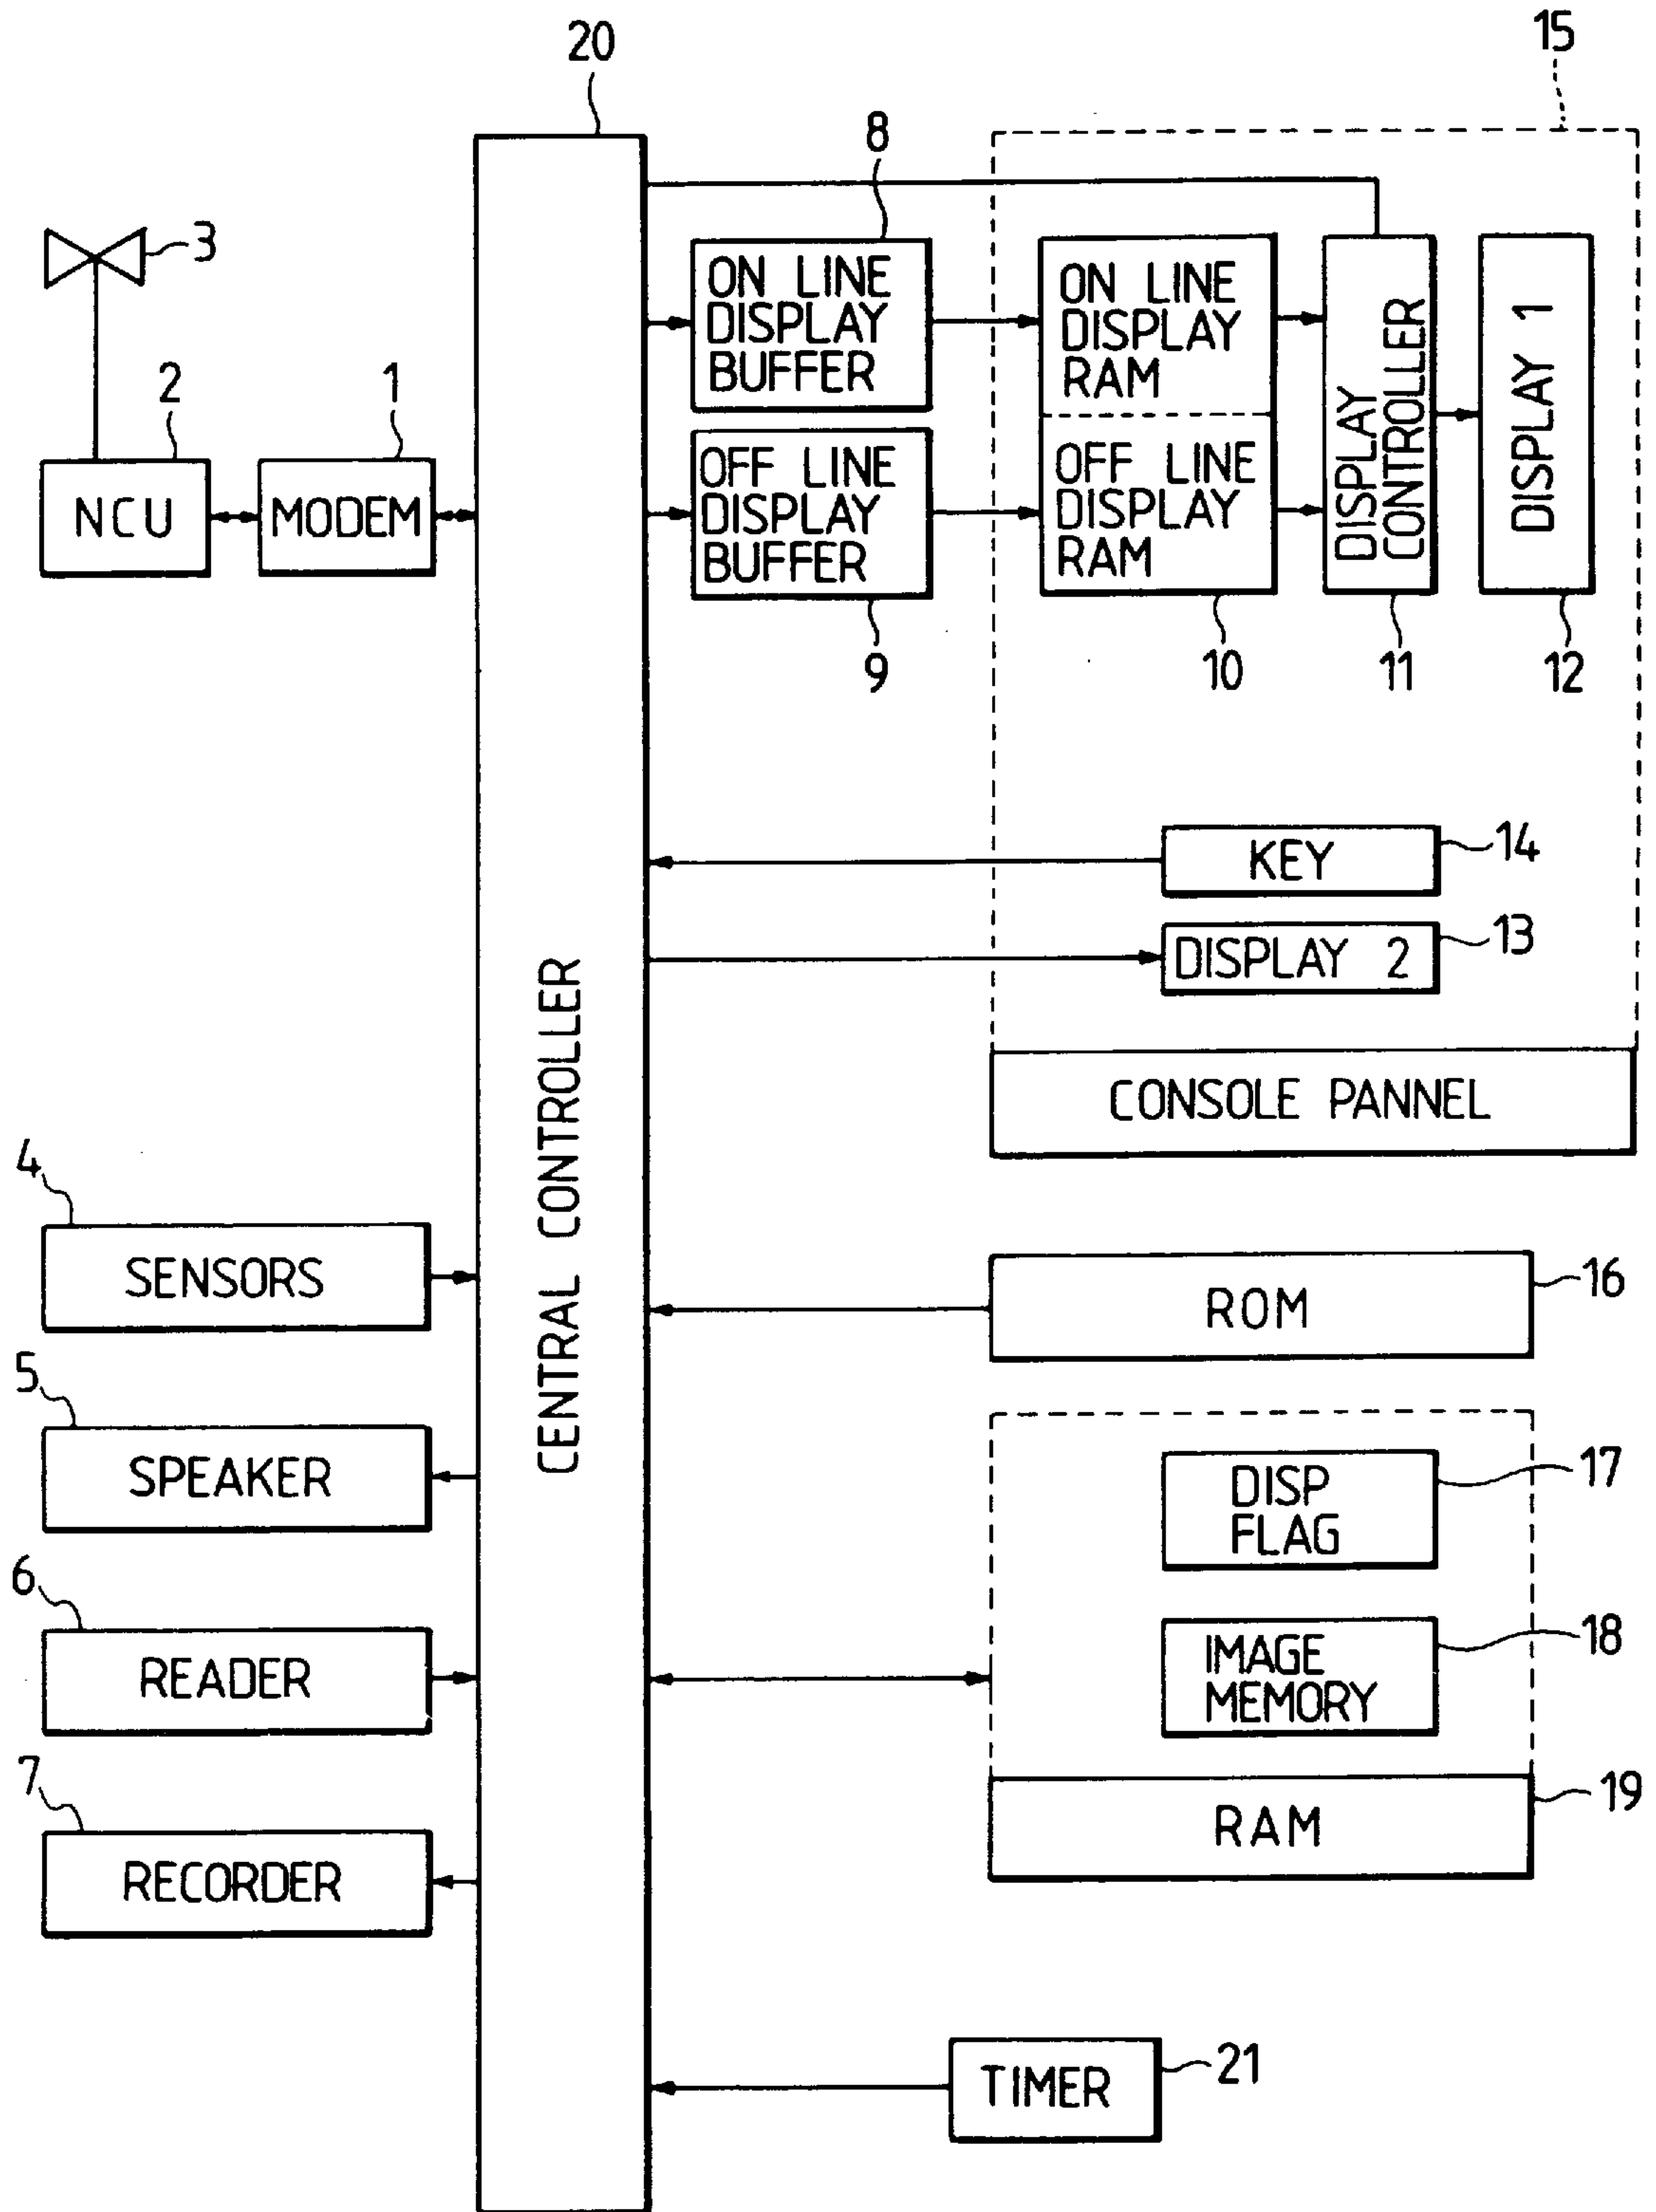 20
15
8
3
ON LINE
DISPLAY
BUFFER
ON LINE
DISPLAY
RAM
DISPLAY
CONTROLLER
DISPLAY 1
2
1
NCU
MODEM
OFF LINE
DISPLAY
BUFFER
OFF LINE
DISPLAY
RAM
9
10
11
12
KEY
14
DISPLAY 2
13
CONSOLE PANNEL
CENTRAL CONTROLLER
4
SENSORS
ROM
16
5
SPEAKER
DISP
FLAG
17
6
READER
IMAGE
MEMORY
18
7
RECORDER
RAM
19
TIMER
21